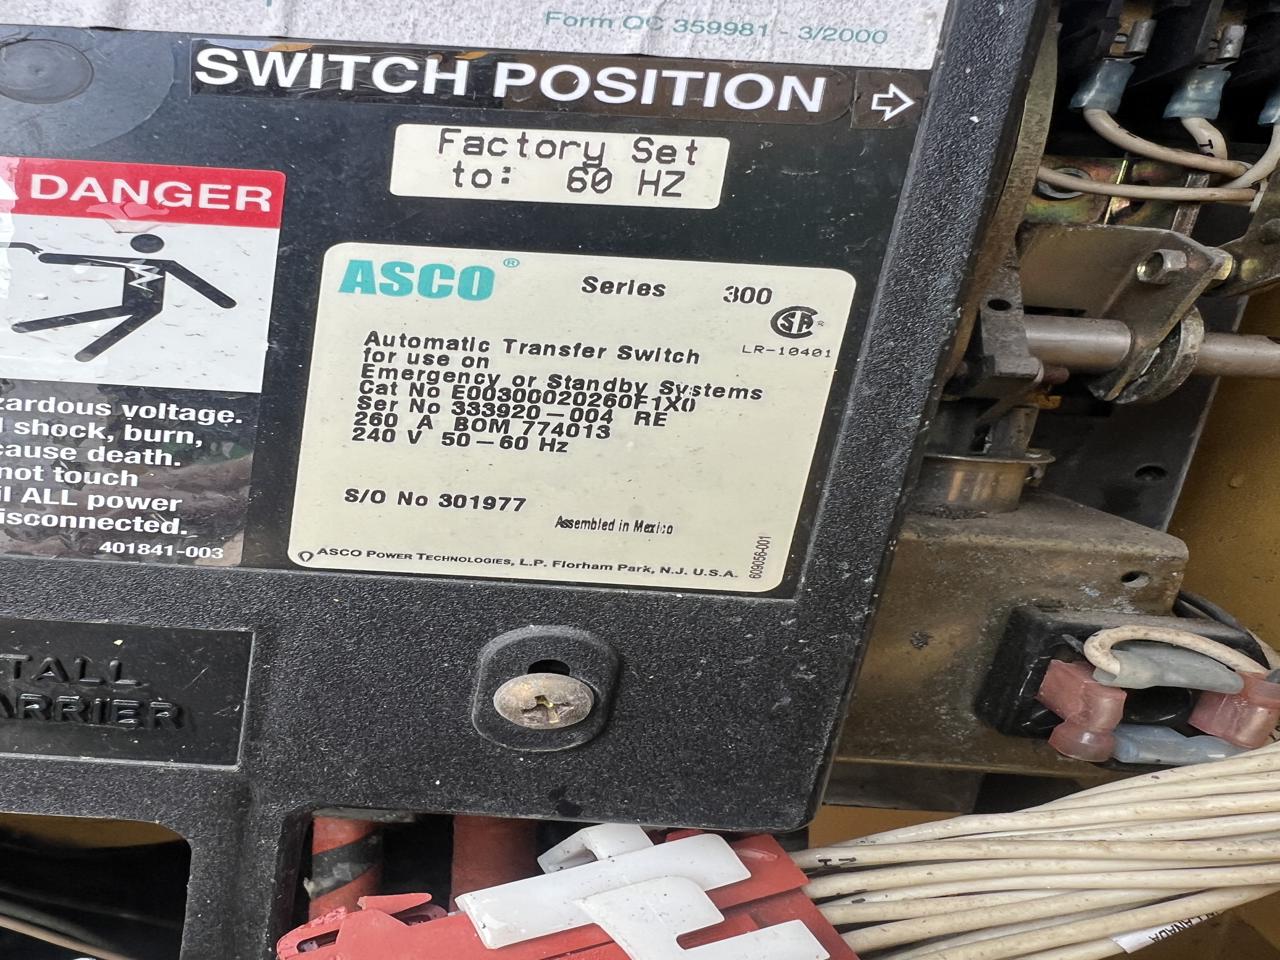 Form QC 359981 - 3/2000
SWITCH POSITION
Factory Set
to: 60 HZ
DANGER
ASCO®
Series 300
LR-10401
Automatic Transfer Switch
for use on
Emergency or Standby Systems
Cat No E00300020260F1X0
Ser No 333920-004 RE
260 A BOM 774013
240 V 50-60 Hz
S/O No 301977
Assembled in Mexico
ASCO POWER TECHNOLOGIES, L.P. Florham Park, N.J. U.S.A.
609056-001
zardous voltage.
shock, burn,
cause death.
not touch
il ALL power
isconnected.
401841-003
TALL
ARRIER